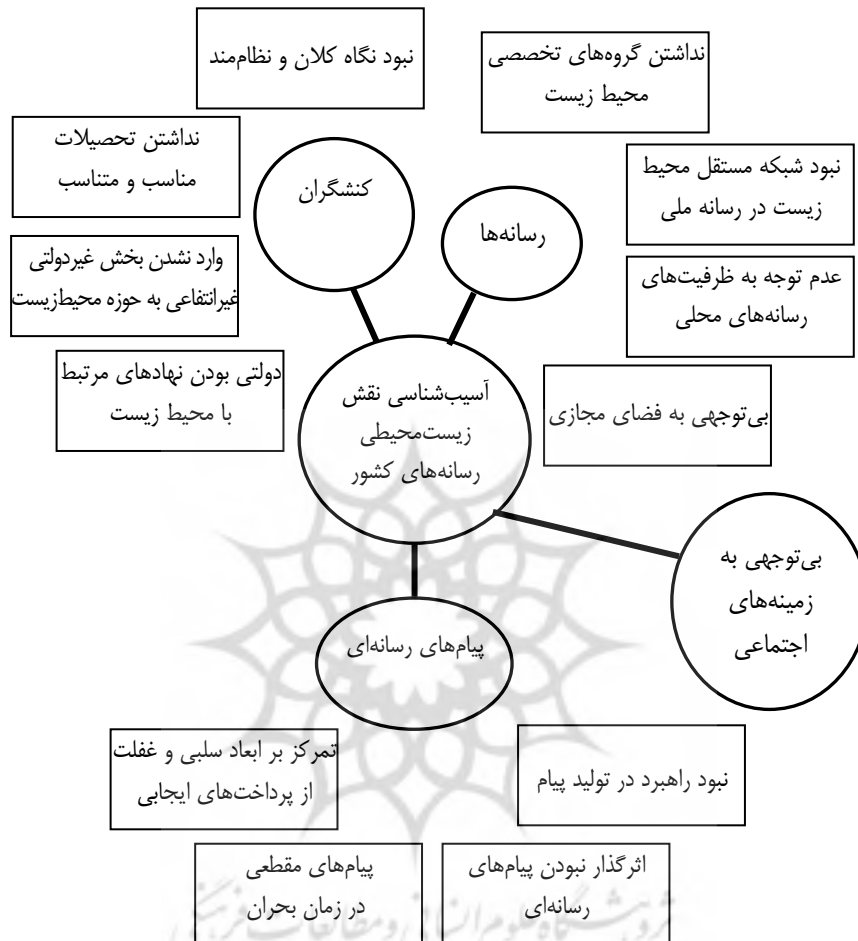 نبود نگاه کلان و نظام‌مند
نداشتن گروه‌های تخصصی
محیط زیست
نداشتن تحصیلات
مناسب و متناسب
کنشگران
رسانه‌ها
نبود شبکه مستقل محیط
زیست در رسانه ملی
وارد نشدن بخش غیردولتی
غیرانتفاعی به حوزه محیط‌زیست
عدم توجه به ظرفیت‌های
رسانه‌های محلی
دولتی بودن نهادهای مرتبط
با محیط زیست
آسیب‌شناسی نقش
زیست‌محیطی
رسانه‌های کشور
بی‌توجهی به فضای مجازی
بی‌توجهی به
زمینه‌های
اجتماعی
پیام‌های رسانه‌ای
تمرکز بر ابعاد سلبی و غفلت
از پرداخت‌های ایجابی
نبود راهبرد در تولید پیام
پیام‌های مقطعی
در زمان بحران
اثرگذار نبودن پیام‌های
رسانه‌ای
پژوهشگاه علوم انسانی و مطالعات فرهنگی